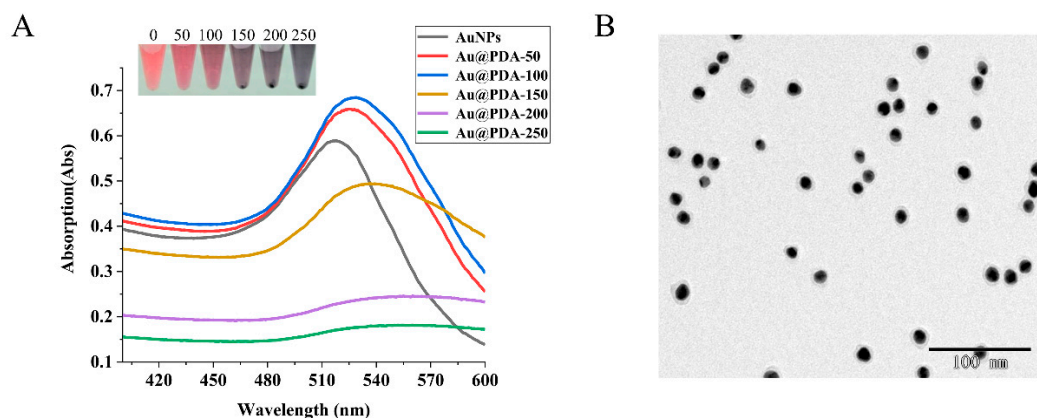 A
B
0 50 100 150 200 250
AuNPs
Au@PDA-50
Au@PDA-100
Au@PDA-150
Au@PDA-200
Au@PDA-250
0.7
0.6
0.5
0.4
0.3
0.2
0.1
Absorption(Abs)
420 450 480 510 540 570 600
Wavelength (nm)
100 nm